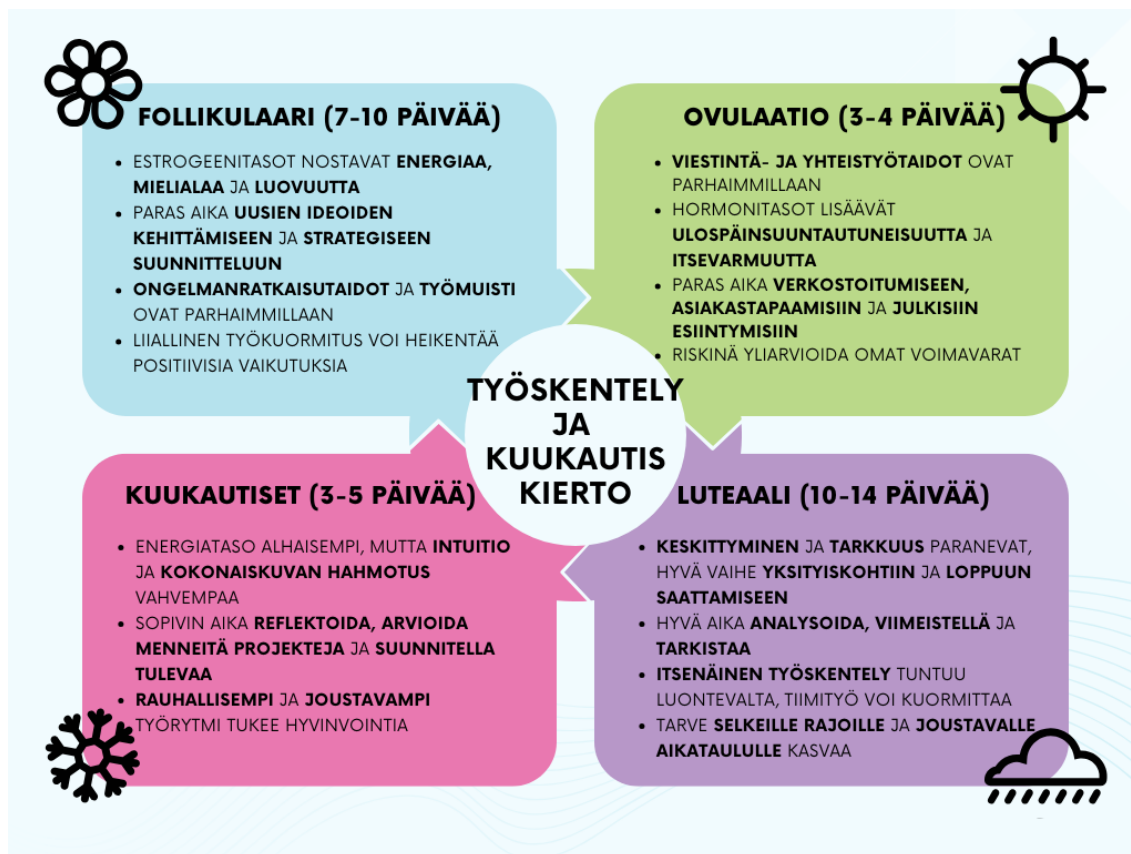 FOLLIKULAARI (7-10 PÄIVÄÄ)
• ESTROGEENITASOT NOSTAVAT ENERGIAA,
MIELIALAA JA LUOVUUTTA
• PARAS AIKA UUSIEN IDEOIDEN
KEHITTÄMISEEN JA STRATEGISEEN
SUUNNITTELUUN
• ONGELMANRATKAISUTAIDOT JA TYÖMUISTI
OVAT PARHAIMMILLAAN
• LIIALLINEN TYÖKUORMITUS VOI HEIKENTÄÄ
POSITIIVISIA VAIKUTUKSIA
OVULAATIO (3-4 PÄIVÄÄ)
• VIESTINTÄ- JA YHTEISTYÖTAIDOT OVAT
PARHAIMMILLAAN
• HORMONITASOT LISÄÄVÄT
ULOSPÄINSUUNTAUTUNEISUUTTA JA
ITSEVARMUUTTA
• PARAS AIKA VERKOSTOITUMISEEN,
ASIAKASTAPAAMISIIN JA JULKISIIN
ESIINTYMISIIN
• RISKINÄ YLIARVIOIDA OMAT VOIMAVARAT
TYÖSKENTELY
JA
KUUKAUTIS
KIERTO
KUUKAUTISET (3-5 PÄIVÄÄ)
• ENERGIATASO ALHAISEMPI, MUTTA INTUITIO
JA KOKONAISKUVAN HAHMOTUS
VAHVEMPAA
• SOPIVIN AIKA REFLEKTOIDA, ARVIOIDA
MENNEITÄ PROJEKTEJA JA SUUNNITELLA
TULEVAA
• RAUHALLISEMPI JA JOUSTAVAMPI
TYÖRYTMI TUKEE HYVINVOINTIA
LUTEAALI (10-14 PÄIVÄÄ)
• KESKITTYMINEN JA TARKKUUS PARANEVAT,
HYVÄ VAIHE YKSITYISKOHTIIN JA LOPPUUN
SAATTAMISEEN
• HYVÄ AIKA ANALYSOIDA, VIIMEISTELLÄ JA
TARKISTAA
• ITSENÄINEN TYÖSKENTELY TUNTUU
LUONTEVALTA, TIIMITYÖ VOI KUORMITTAA
• TARVE SELKEILLE RAJOILLE JA JOUSTAVALLE
AIKATAULULLE KASVAA